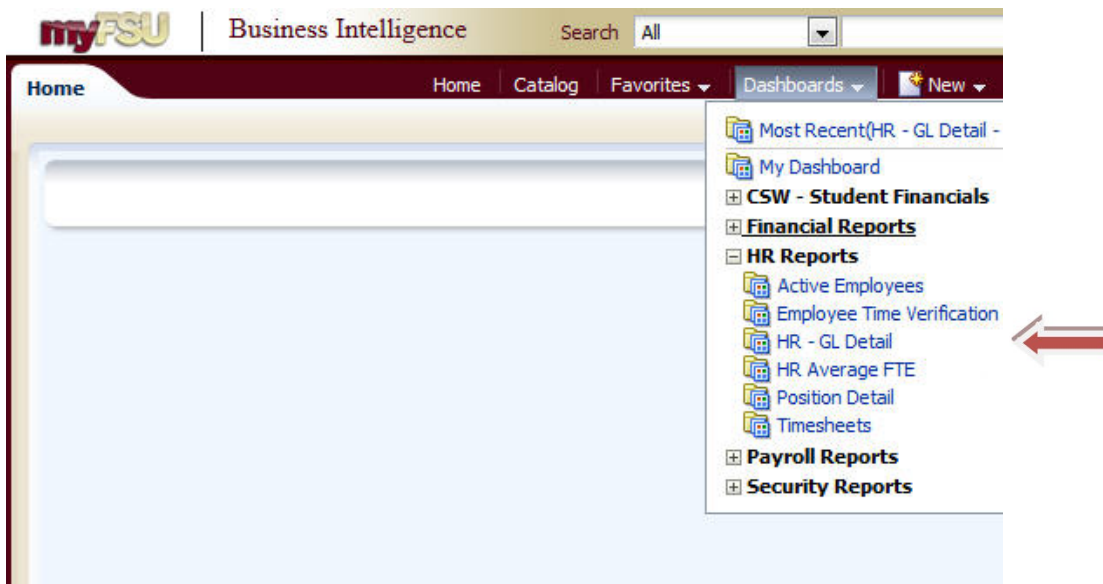 myFSU Business Intelligence Search All
Home Home Catalog Favorites Dashboards New
Most Recent(HR - GL Detail -
My Dashboard
CSW - Student Financials
Financial Reports
HR Reports
Active Employees
Employee Time Verification
HR - GL Detail
HR Average FTE
Position Detail
Timesheets
Payroll Reports
Security Reports